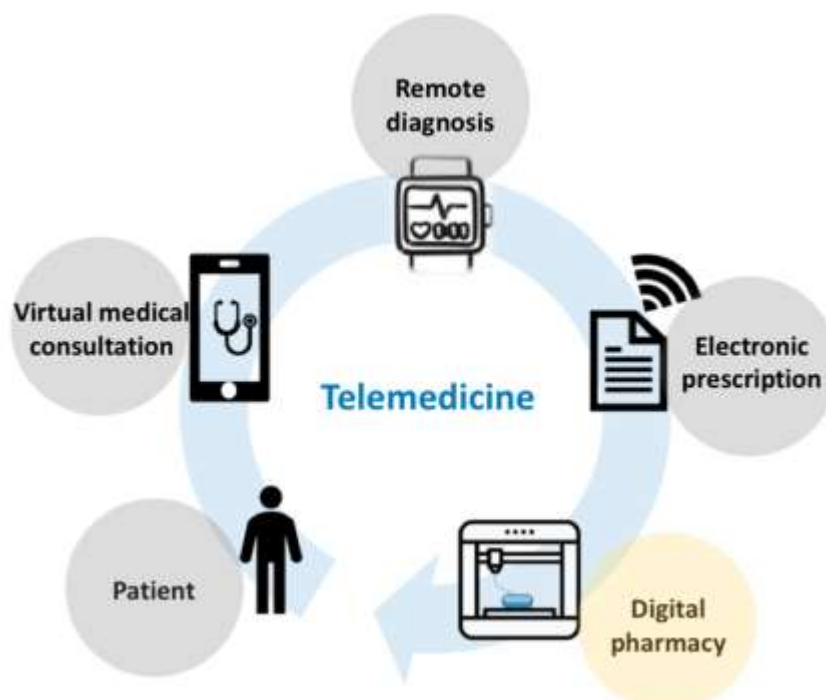 Remote
diagnosis
Virtual medical
consultation
Electronic
prescription
Telemedicine
Patient
Digital
pharmacy